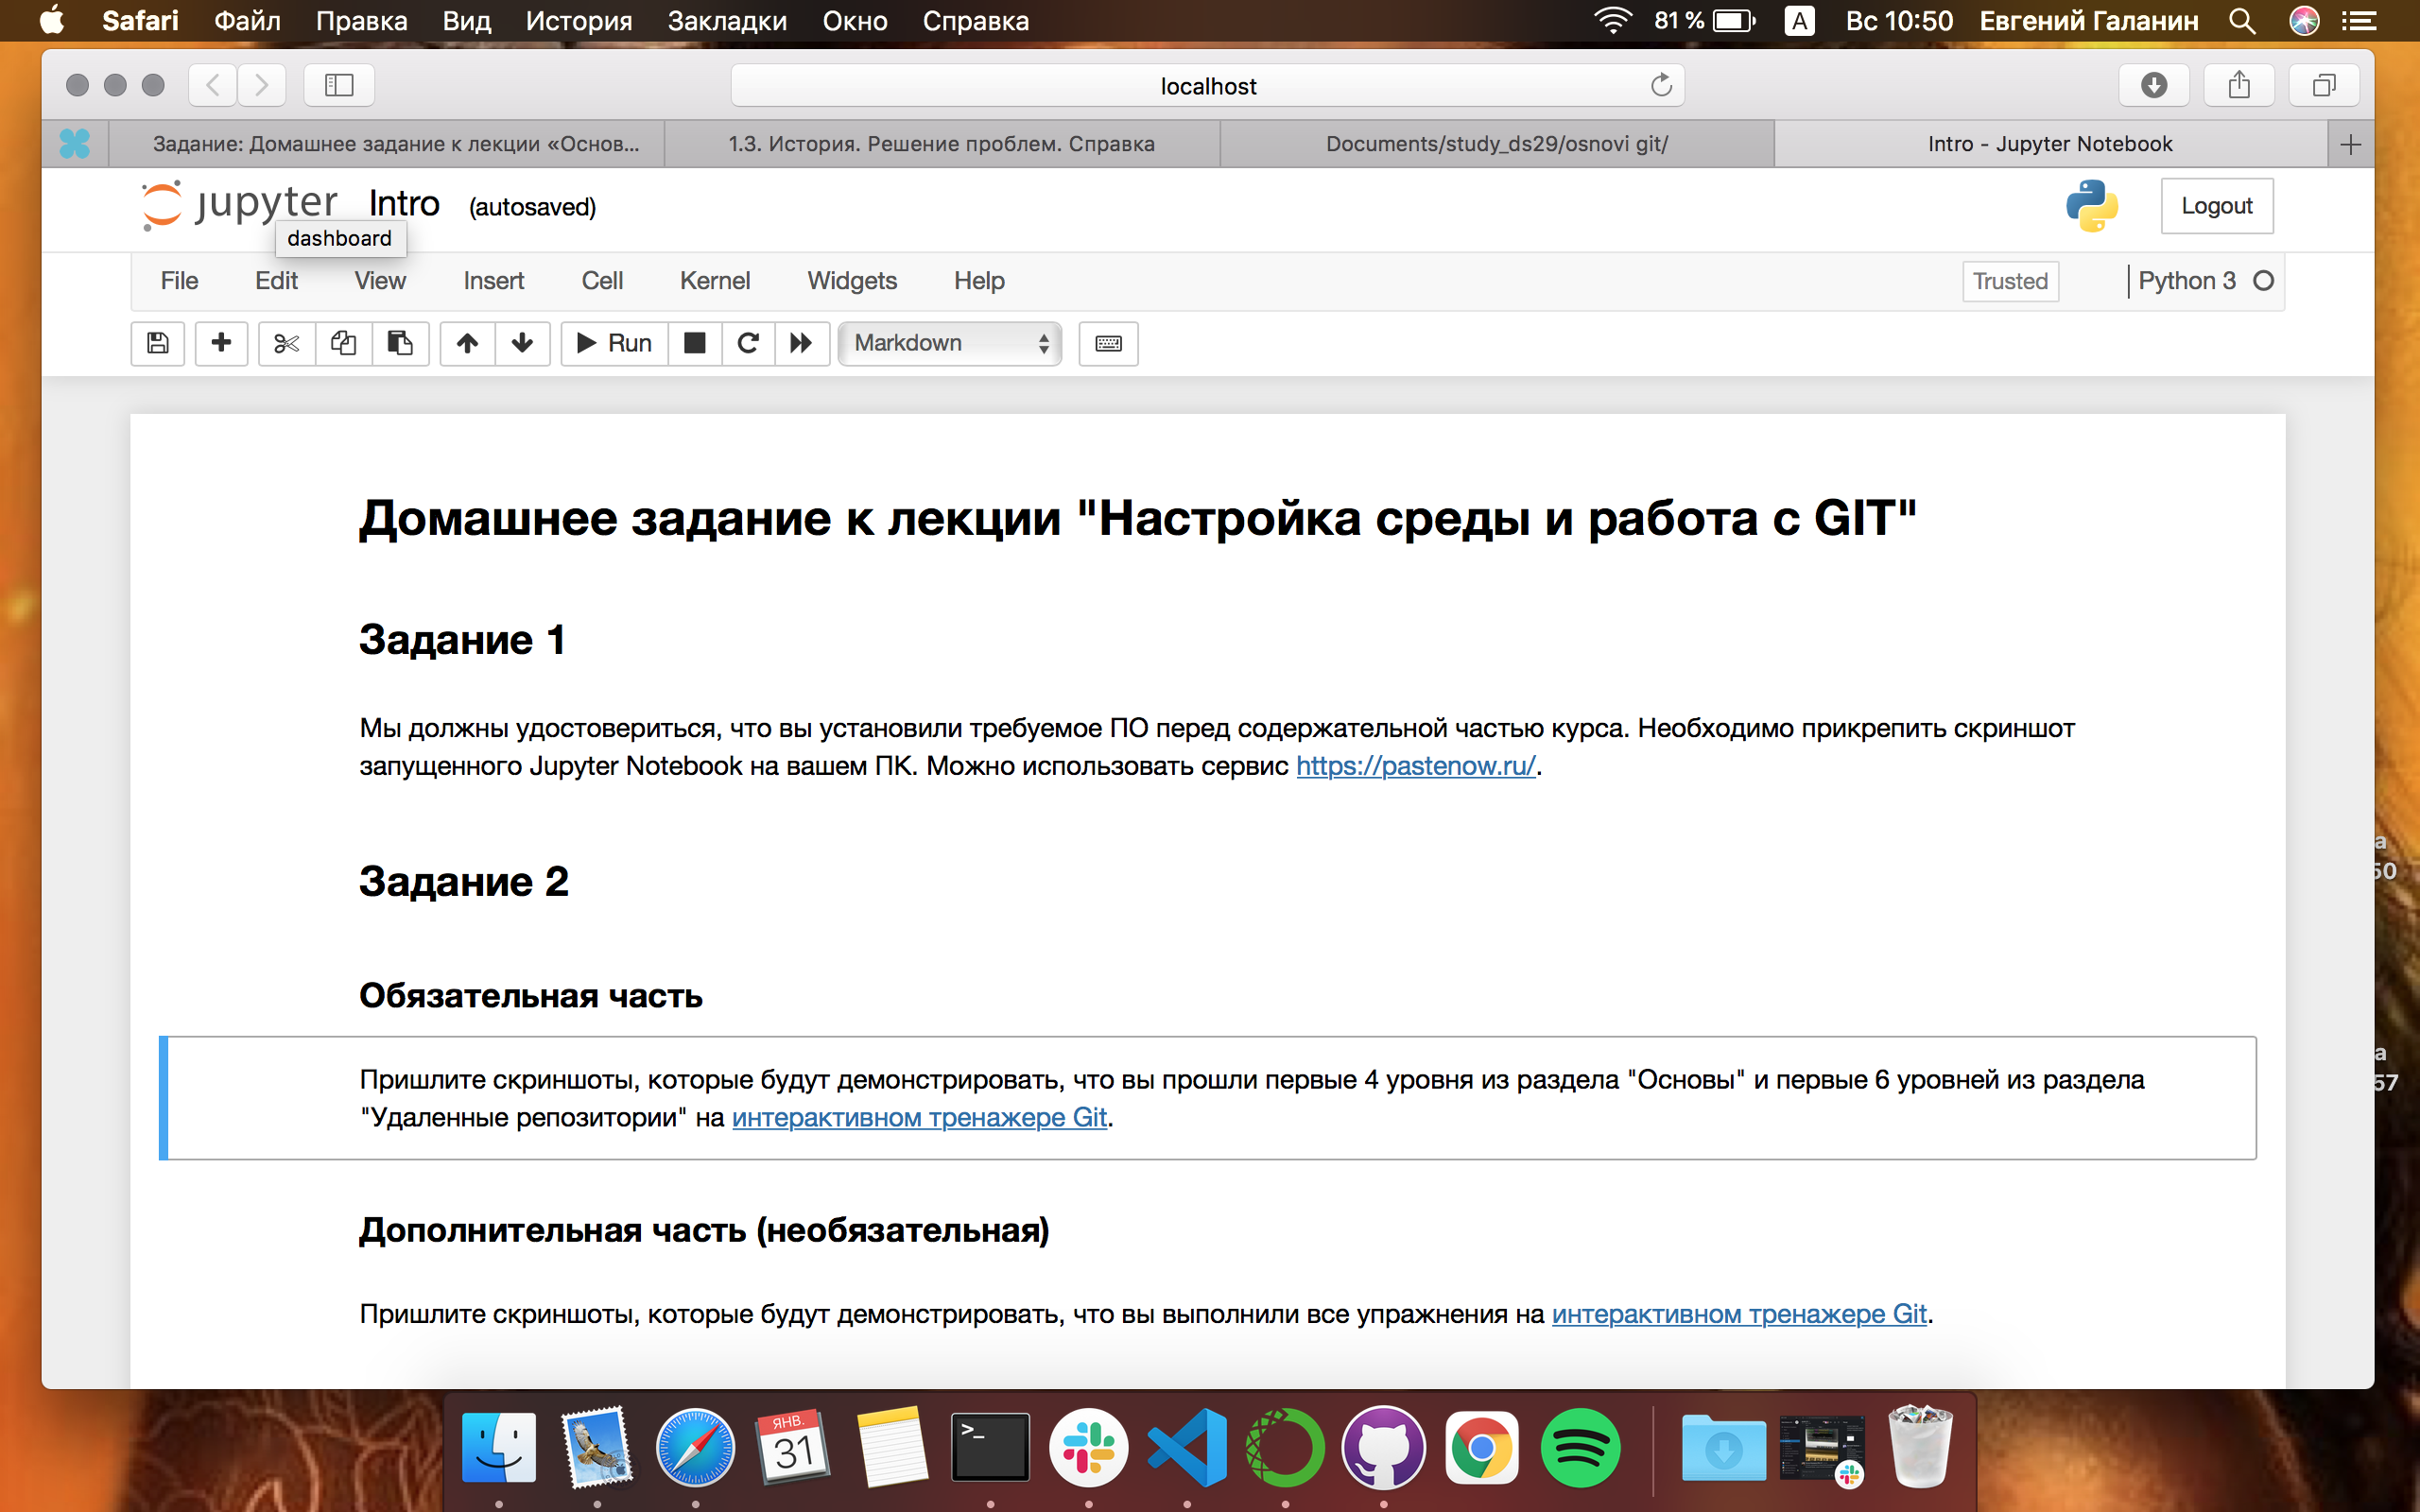 Safari Файл Правка Вид История Закладки Окно Справка 81 % A Вс 10:50 Евгений Галанин
localhost
Задание: Домашнее задание к лекции «Основ... 1.3. История. Решение проблем. Справка Documents/study_ds29/osnovi git/ Intro - Jupyter Notebook
jupyter Intro (autosaved) Logout
dashboard
File Edit View Insert Cell Kernel Widgets Help Trusted Python 3
Run Markdown
Домашнее задание к лекции "Настройка среды и работа с GIT"
Задание 1
Мы должны удостовериться, что вы установили требуемое ПО перед содержательной частью курса. Необходимо прикрепить скриншот
запущенного Jupyter Notebook на вашем ПК. Можно использовать сервис https://pastenow.ru/.
Задание 2
Обязательная часть
Пришлите скриншоты, которые будут демонстрировать, что вы прошли первые 4 уровня из раздела "Основы" и первые 6 уровней из раздела
"Удаленные репозитории" на интерактивном тренажере Git.
Дополнительная часть (необязательная)
Пришлите скриншоты, которые будут демонстрировать, что вы выполнили все упражнения на интерактивном тренажере Git.
а
50
а
57
ЯНВ.
31
>_